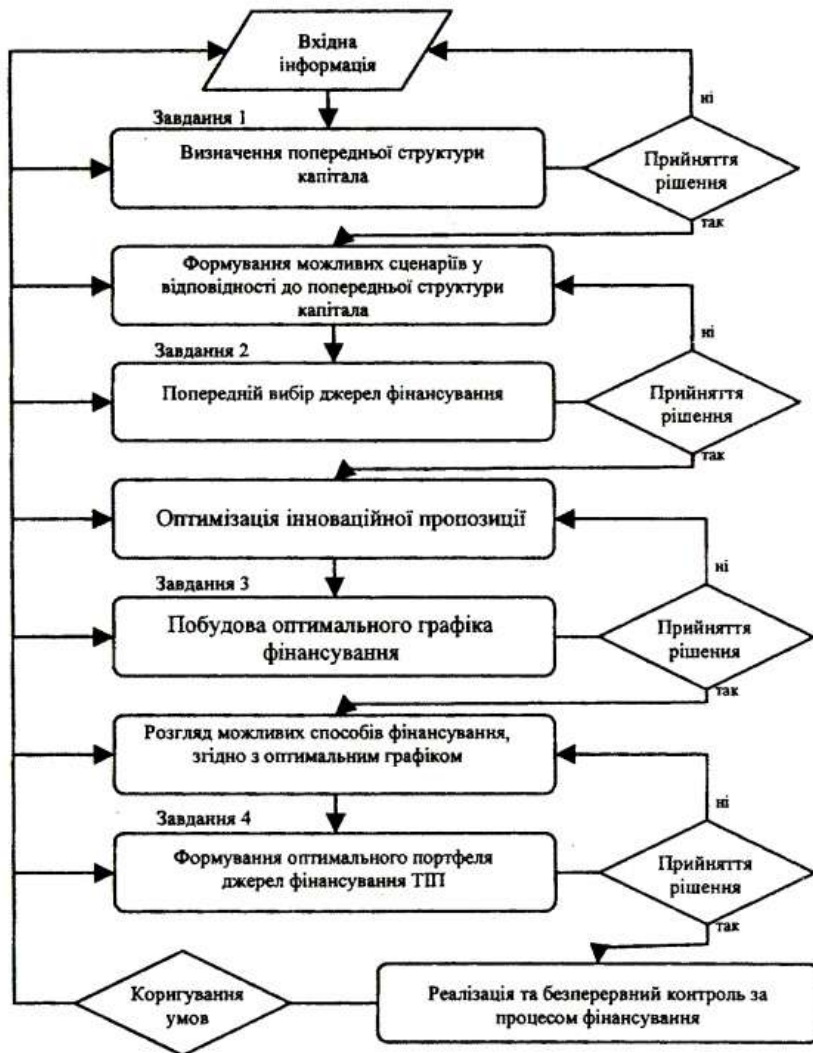 Вхідна
інформація
ні
Завдання 1
Визначення попередньої структури
капітала
Прийняття
рішення
так
Формування можливих сценаріїв у
відповідності до попередньої структури
капітала
ні
Завдання 2
Попередній вибір джерел фінансування
Прийняття
рішення
так
Оптимізація інноваційної пропозиції
ні
Завдання 3
Побудова оптимального графіка
фінансування
Прийняття
рішення
так
Розгляд можливих способів фінансування,
згідно з оптимальним графіком
ні
Завдання 4
Формування оптимального портфеля
джерел фінансування ТІП
Прийняття
рішення
так
Коригування
умов
Реалізація та безперервний контроль за
процесом фінансування